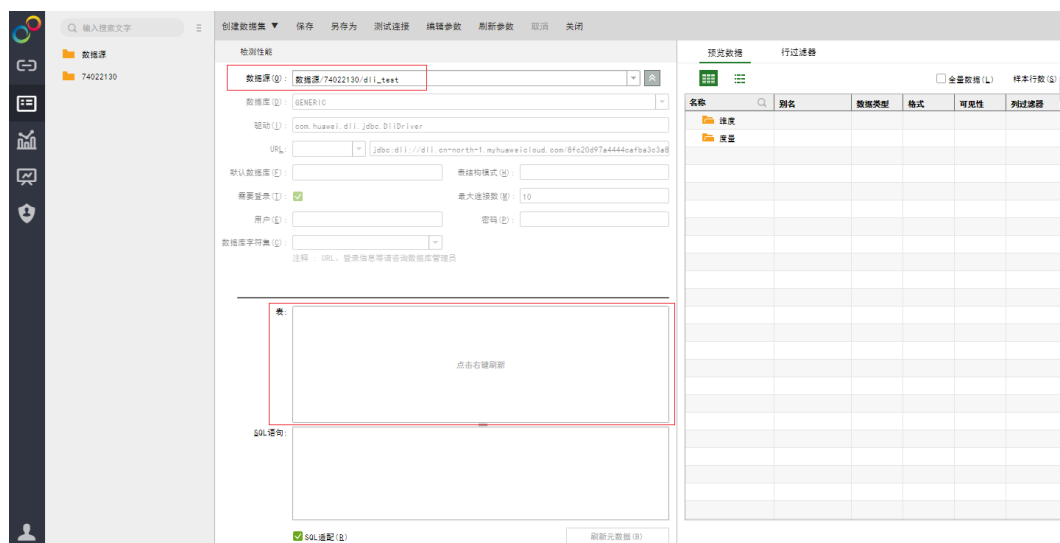 输入搜索文字
数据源
74022130
创建数据集 ▼ 保存 另存为 测试连接 编辑参数 刷新参数 取消 关闭
检测性能
数据源(O): 数据源/74022130/dli_test
数据库(D): GENERIC
驱动(I): com.huawei.dli.jdbc.DliDriver
URL: jdbc:dli://dli.cn-north-1.myhuaweicloud.com/8fc20d97a4444cafba3c3a8
默认数据库(F): 表结构模式(H):
需要登录(T): 最大连接数(M): 10
用户(E): 密码(P):
数据库字符集(C):
注释 : URL、登录信息等请咨询数据库管理员
表:
点击右键刷新
SQL语句:
SQL适配(R) 刷新元数据(B)
预览数据 行过滤器
全量数据(L) 样本行数(S)
名称 别名 数据类型 格式 可见性 列过滤器
维度
度量